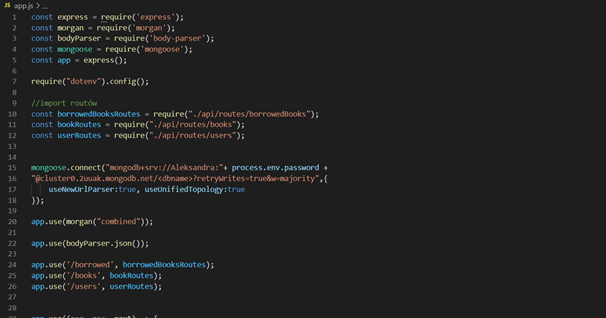 JS app.js > ...
1 const express = require('express');
2 const morgan = require('morgan');
3 const bodyParser = require('body-parser');
4 const mongoose = require('mongoose');
5 const app = express();
6
7 require("dotenv").config();
8
9 //import routów
10 const borrowedBooksRoutes = require("./api/routes/borrowedBooks");
11 const bookRoutes = require("./api/routes/books");
12 const userRoutes = require("./api/routes/users");
13
14
15 mongoose.connect("mongodb+srv://Aleksandra:"+ process.env.password +
16 "@cluster0.2uuak.mongodb.net/<dbname>?retryWrites=true&w=majority",{
17 useNewUrlParser:true, useUnifiedTopology:true
18 });
19
20 app.use(morgan("combined"));
21
22 app.use(bodyParser.json());
23
24 app.use('/borrowed', borrowedBooksRoutes);
25 app.use('/books', bookRoutes);
26 app.use('/users', userRoutes);
27
28